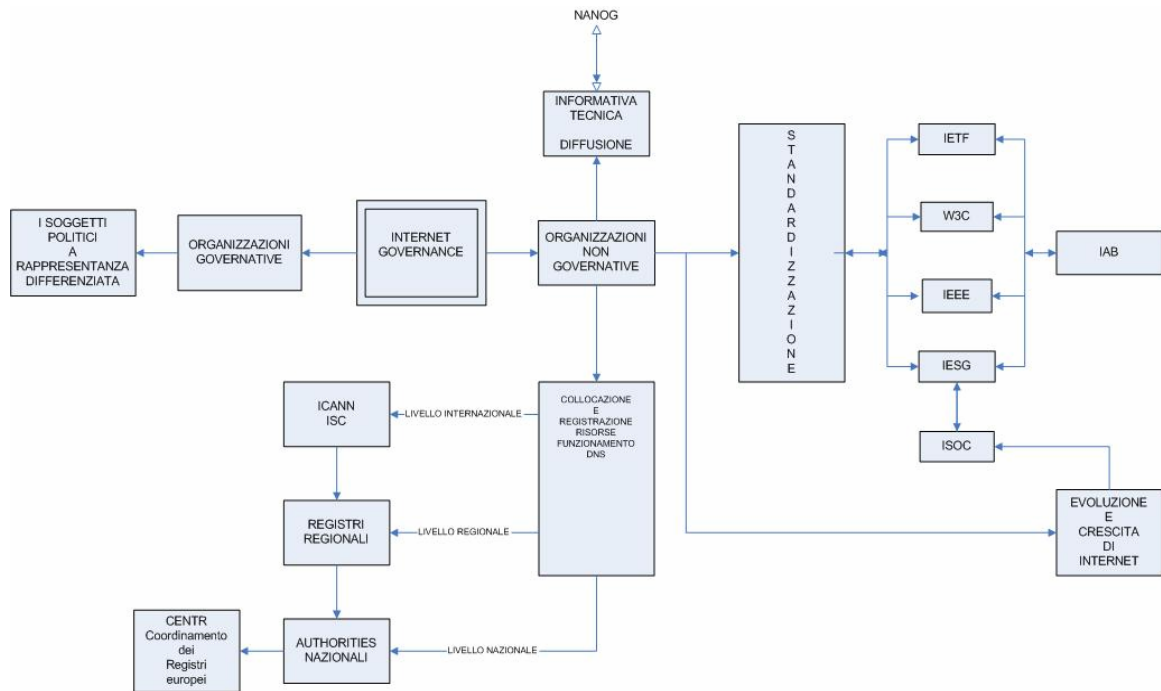 NANOG
INFORMATIVA
TECNICA
DIFFUSIONE
S
T
A
N
D
A
R
D
I
Z
Z
A
Z
I
O
N
E
IETF
W3C
IEEE
IESG
ISOC
IAB
I SOGGETTI
POLITICI
A
RAPPRESENTANZA
DIFFERENZIATA
ORGANIZZAZIONI
GOVERNATIVE
INTERNET
GOVERNANCE
ORGANIZZAZIONI
NON
GOVERNATIVE
COLLOCAZIONE
E
REGISTRAZIONE
RISORSE
FUNZIONAMENTO
DNS
ICANN
ISC
LIVELLO INTERNAZIONALE
REGISTRI
REGIONALI
LIVELLO REGIONALE
EVOLUZIONE
E
CRESCITA
DI
INTERNET
CENTR
Coordinamento
dei
Registri
europei
AUTHORITIES
NAZIONALI
LIVELLO NAZIONALE